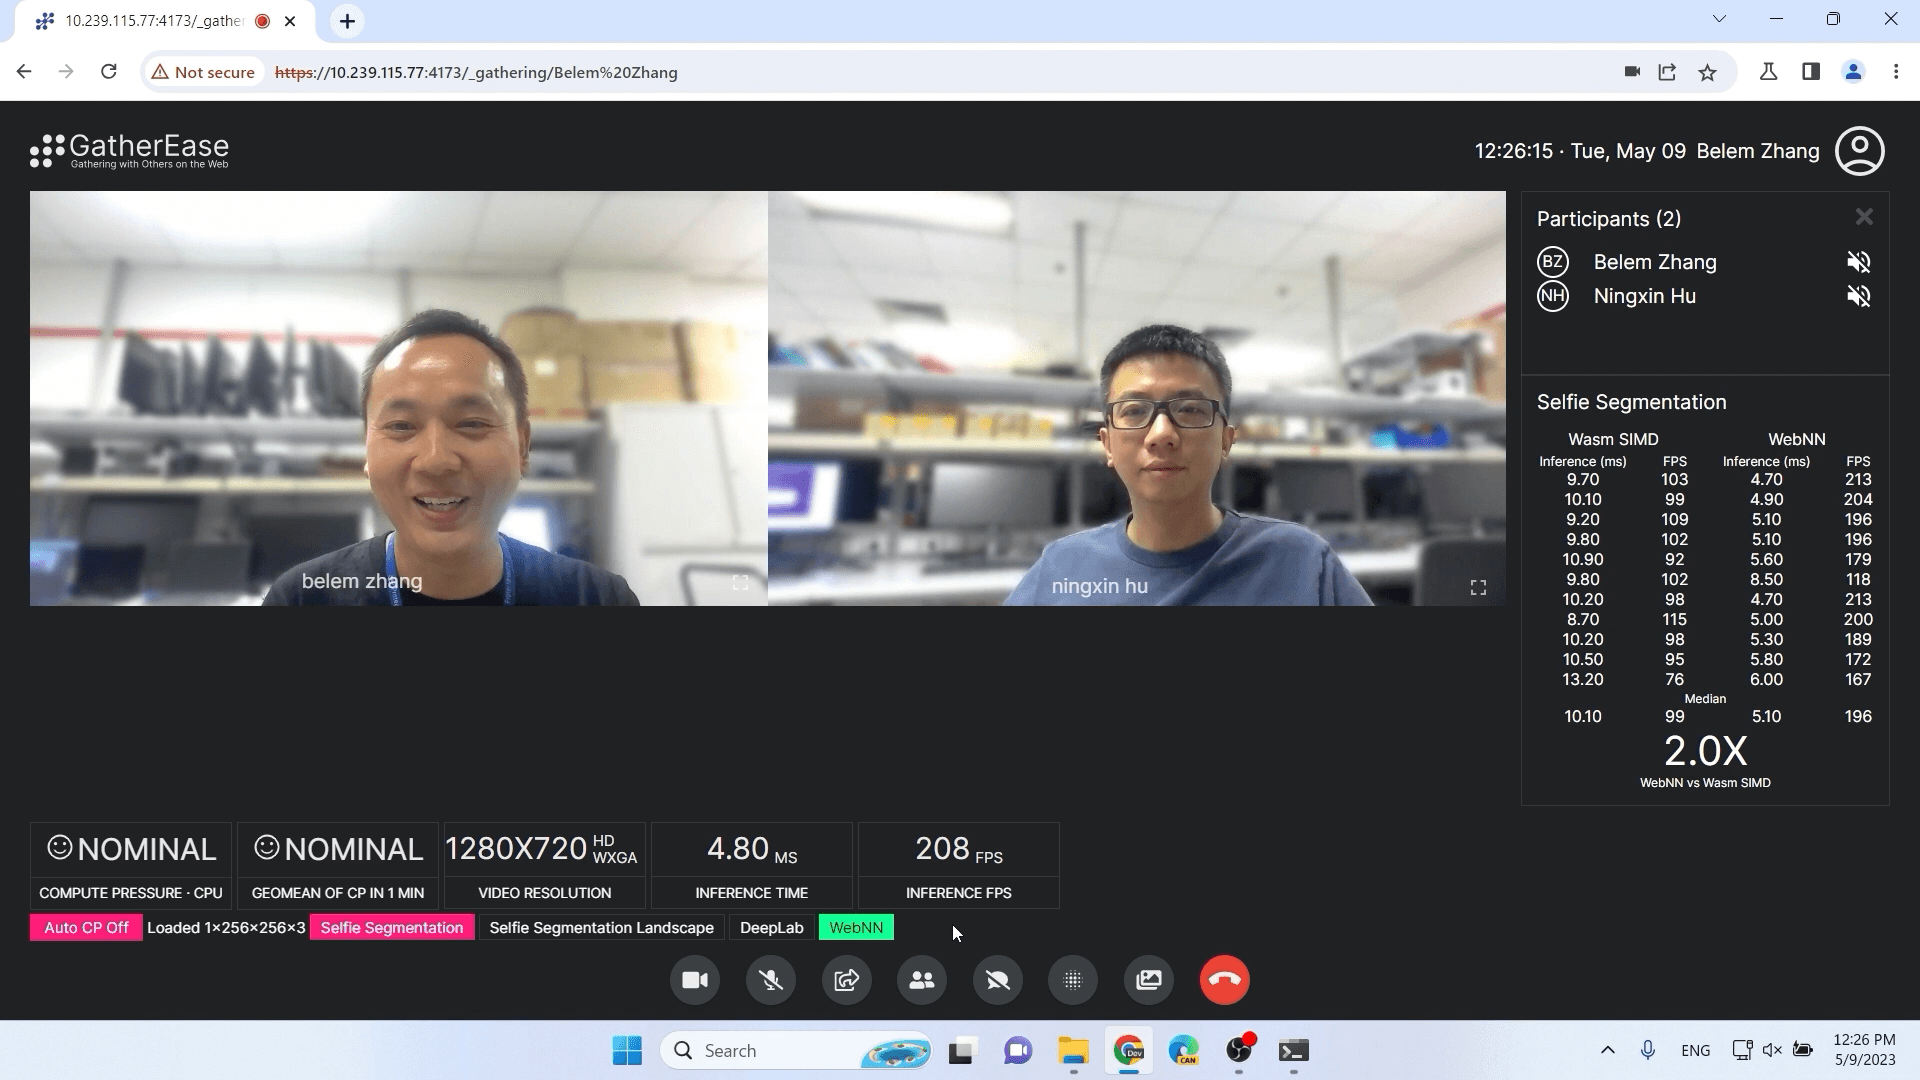 10.239.115.77:4173/_gathe
Not secure
https://10.239.115.77:4173/_gathering/Belem%20Zhang
GatherEase
Gathering with Others on the Web
12:26:15 · Tue, May 09 Belem Zhang
belem zhang
ningxin hu
Participants (2)
BZ Belem Zhang
NH Ningxin Hu
Selfie Segmentation
Wasm SIMD WebNN
Inference (ms) FPS Inference (ms) FPS
9.70 103 4.70 213
10.10 99 4.90 204
9.20 109 5.10 196
9.80 102 5.10 196
10.90 92 5.60 179
9.80 102 8.50 118
10.20 98 4.70 213
8.70 115 5.00 200
10.20 98 5.30 189
10.50 95 5.80 172
13.20 76 6.00 167
Median
10.10 99 5.10 196
2.0X
WebNN vs Wasm SIMD
NOMINAL
COMPUTE PRESSURE · CPU
NOMINAL
GEOMEAN OF CP IN 1 MIN
1280X720 HD WXGA
VIDEO RESOLUTION
4.80 MS
INFERENCE TIME
208 FPS
INFERENCE FPS
Auto CP Off Loaded 1×256×256×3 Selfie Segmentation Selfie Segmentation Landscape DeepLab WebNN
Search
Dev
CAN
ENG
12:26 PM
5/9/2023